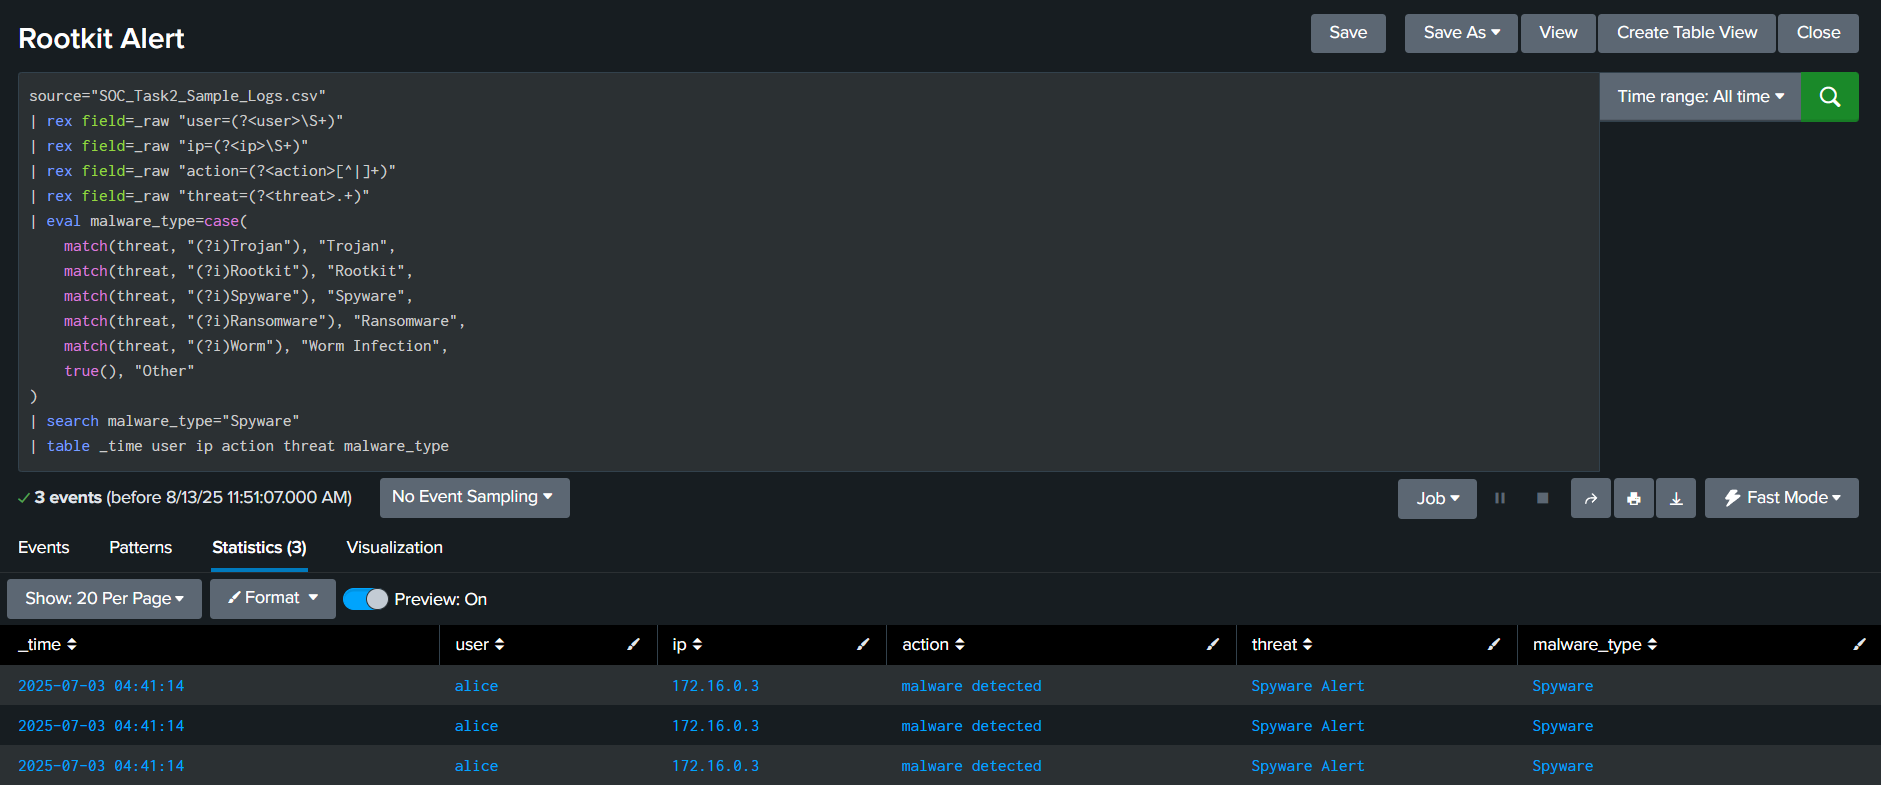 Rootkit Alert
Save
Save As
View
Create Table View
Close
source="SOC_Task2_Sample_Logs.csv"
| rex field=_raw "user=(?<user>\S+)"
| rex field=_raw "ip=(?<ip>\S+)"
| rex field=_raw "action=(?<action>[^|]+)"
| rex field=_raw "threat=(?<threat>.+)"
| eval malware_type=case(
match(threat, "(?i)Trojan"), "Trojan",
match(threat, "(?i)Rootkit"), "Rootkit",
match(threat, "(?i)Spyware"), "Spyware",
match(threat, "(?i)Ransomware"), "Ransomware",
match(threat, "(?i)Worm"), "Worm Infection",
true(), "Other"
)
| search malware_type="Spyware"
| table _time user ip action threat malware_type
Time range: All time
3 events (before 8/13/25 11:51:07.000 AM)
No Event Sampling
Job
Fast Mode
Events
Patterns
Statistics (3)
Visualization
Show: 20 Per Page
Format
Preview: On
_time user ip action threat malware_type
2025-07-03 04:41:14 alice 172.16.0.3 malware detected Spyware Alert Spyware
2025-07-03 04:41:14 alice 172.16.0.3 malware detected Spyware Alert Spyware
2025-07-03 04:41:14 alice 172.16.0.3 malware detected Spyware Alert Spyware